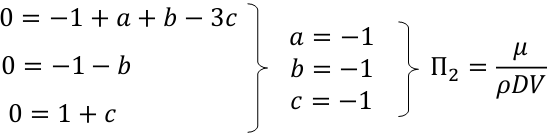 0 = −1 + a + b − 3c
0 = −1 − b
0 = 1 + c
a = −1
b = −1
c = −1
Π₂ = μ / ρDV